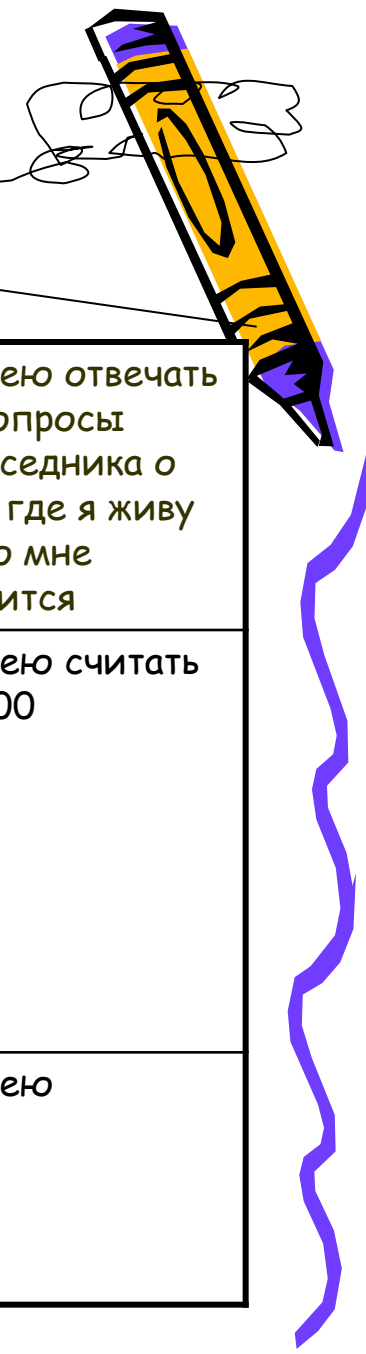 ею отвечать
опросы
седника о
где я живу
о мне
ится
ею считать
00
ею